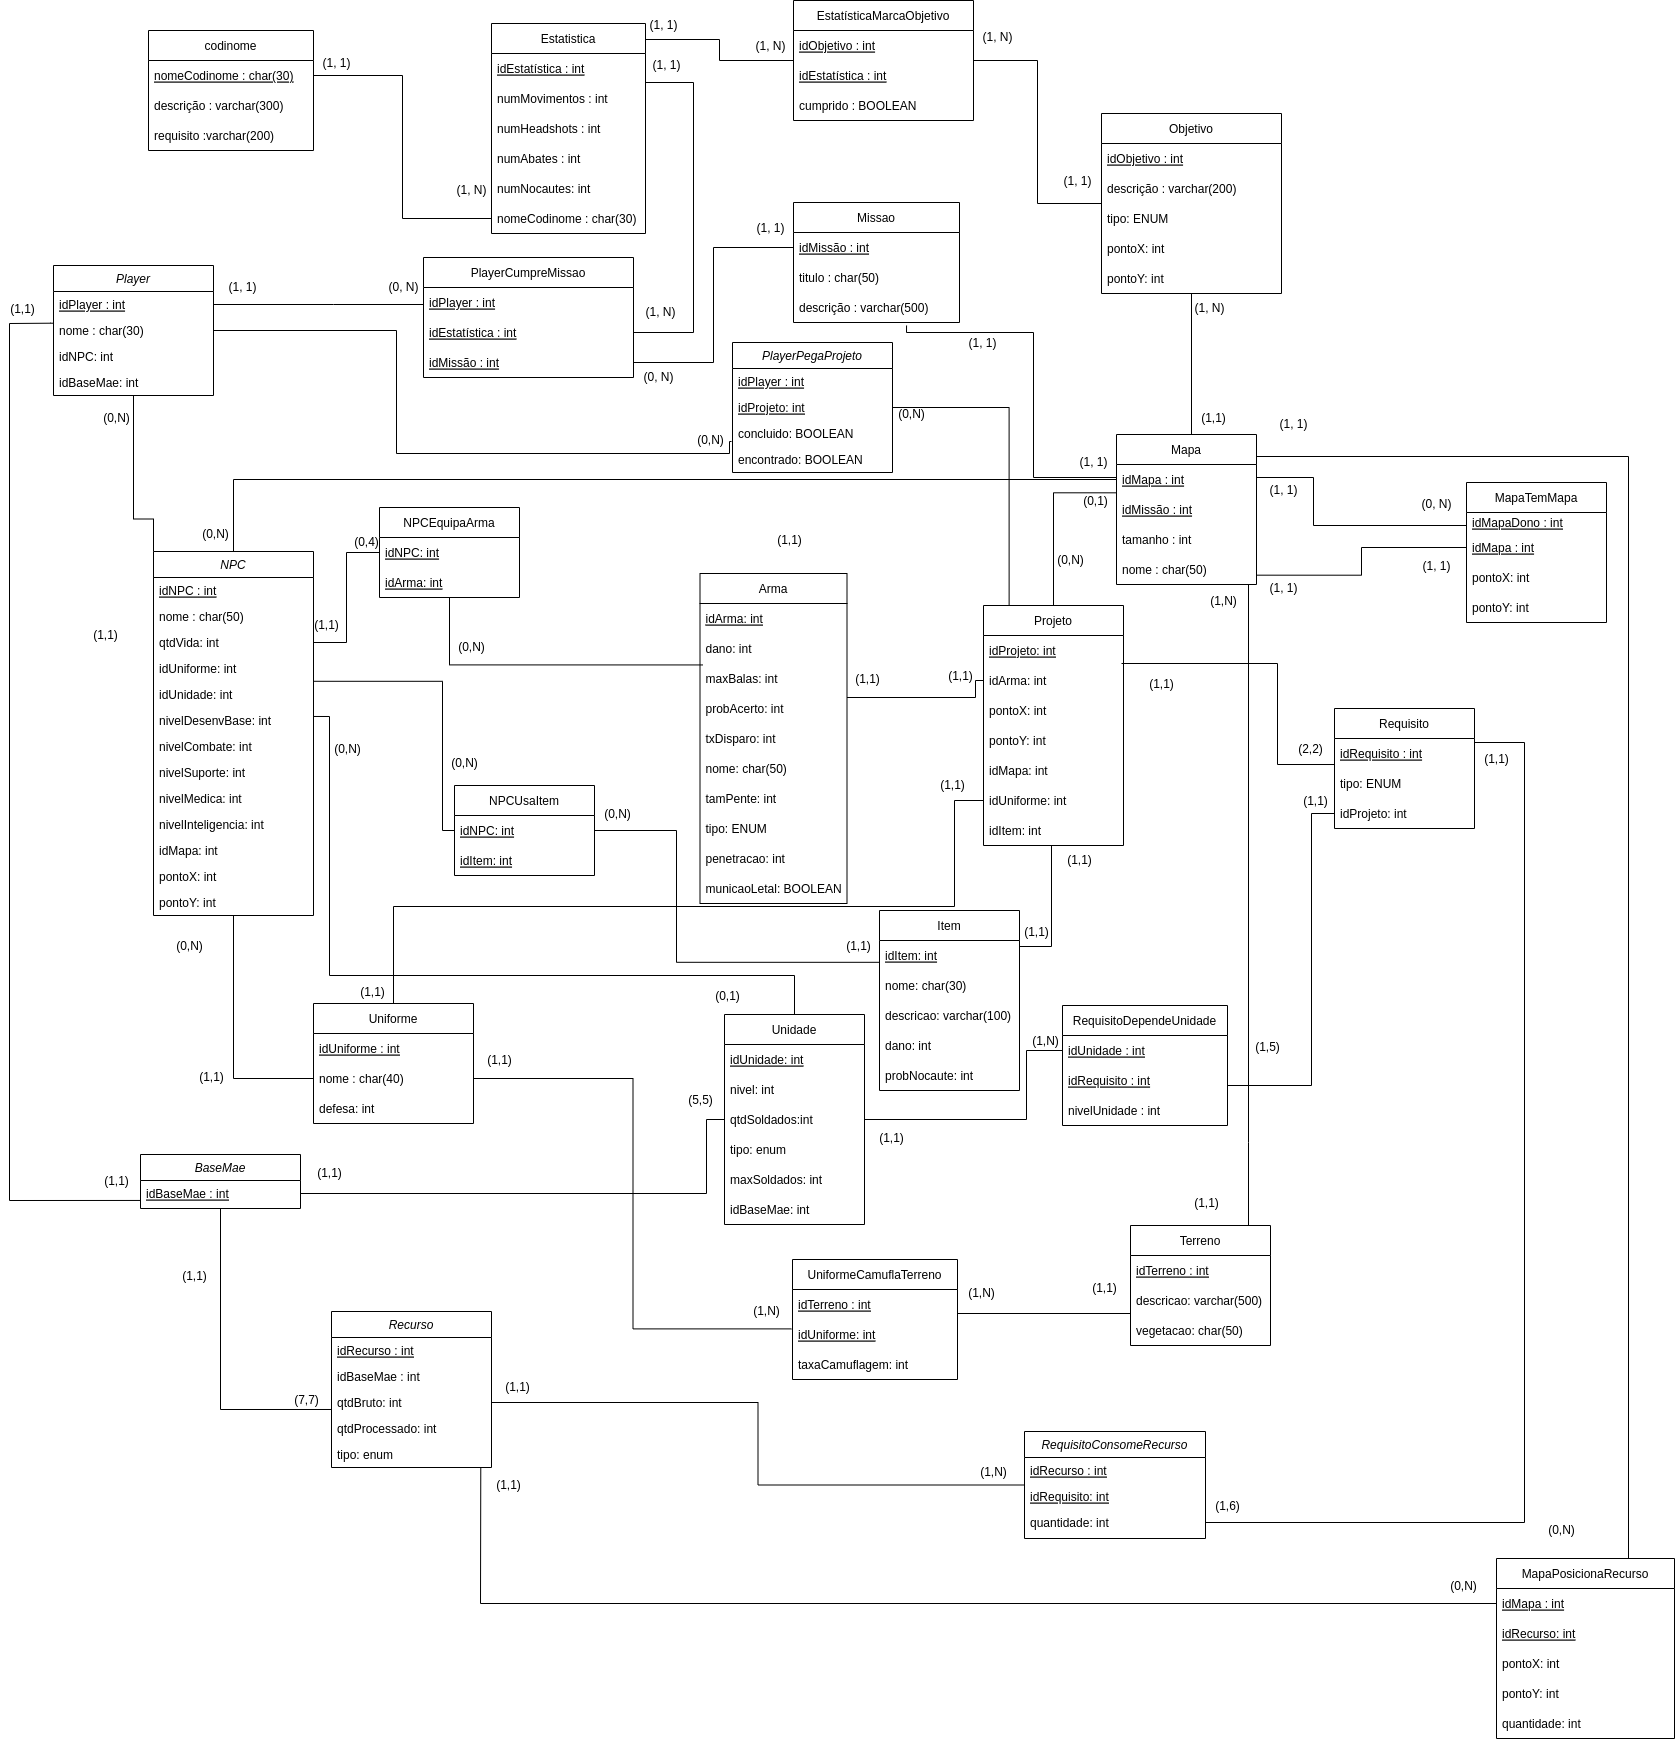 codinome
nomeCodinome : char(30)
descrição : varchar(300)
requisito :varchar(200)
(1, 1)
(1, N)
Estatistica
idEstatística : int
numMovimentos : int
numHeadshots : int
numAbates : int
numNocautes: int
nomeCodinome : char(30)
(1, 1)
(1, 1)
(1, N)
EstatísticaMarcaObjetivo
idObjetivo : int
idEstatística : int
cumprido : BOOLEAN
(1, N)
(1, 1)
Objetivo
idObjetivo : int
descrição : varchar(200)
tipo: ENUM
pontoX: int
pontoY: int
(1, N)
(1,1)
Missao
idMissão : int
titulo : char(50)
descrição : varchar(500)
(1, 1)
(1, 1)
(1, 1)
Player
idPlayer : int
nome : char(30)
idNPC: int
idBaseMae: int
(1,1)
(1, 1)
(0, N)
(0,N)
PlayerCumpreMissao
idPlayer : int
idEstatística : int
idMissão : int
(1, N)
(0, N)
PlayerPegaProjeto
idPlayer : int
idProjeto: int
concluido: BOOLEAN
encontrado: BOOLEAN
(0,N)
(0,N)
Mapa
idMapa : int
idMissão : int
tamanho : int
nome : char(50)
(1, 1)
(1, 1)
(1, 1)
(0,1)
(0,N)
(1,N)
(0, N)
(1, 1)
MapaTemMapa
idMapaDono : int
idMapa : int
pontoX: int
pontoY: int
(0,N)
NPC
idNPC : int
nome : char(50)
qtdVida: int
idUniforme: int
idUnidade: int
nivelDesenvBase: int
nivelCombate: int
nivelSuporte: int
nivelMedica: int
nivelInteligencia: int
idMapa: int
pontoX: int
pontoY: int
(1,1)
(1,1)
(0,4)
NPCEquipaArma
idNPC: int
idArma: int
(0,N)
(0,N)
(0,N)
NPCUsaItem
idNPC: int
idItem: int
(0,N)
(1,1)
Arma
idArma: int
dano: int
maxBalas: int
probAcerto: int
txDisparo: int
nome: char(50)
tamPente: int
tipo: ENUM
penetracao: int
municaoLetal: BOOLEAN
(1,1)
(1,1)
(1,1)
Projeto
idProjeto: int
idArma: int
pontoX: int
pontoY: int
idMapa: int
idUniforme: int
idItem: int
(1,1)
(1,1)
(2,2)
(1,1)
Requisito
idRequisito : int
tipo: ENUM
idProjeto: int
(1,1)
Item
idItem: int
nome: char(30)
descricao: varchar(100)
dano: int
probNocaute: int
(1,1)
(1,1)
(0,N)
(1,1)
(1,1)
Uniforme
idUniforme : int
nome : char(40)
defesa: int
(1,1)
(0,1)
(5,5)
Unidade
idUnidade: int
nivel: int
qtdSoldados:int
tipo: enum
maxSoldados: int
idBaseMae: int
(1,1)
(1,N)
RequisitoDependeUnidade
idUnidade : int
idRequisito : int
nivelUnidade : int
(1,5)
(1,1)
(1,1)
BaseMae
idBaseMae : int
(1,1)
(1,1)
(7,7)
Terreno
idTerreno : int
descricao: varchar(500)
vegetacao: char(50)
(1,1)
(1,N)
(1,N)
UniformeCamuflaTerreno
idTerreno : int
idUniforme: int
taxaCamuflagem: int
Recurso
idRecurso : int
idBaseMae : int
qtdBruto: int
qtdProcessado: int
tipo: enum
(1,1)
(1,1)
(1,N)
RequisitoConsomeRecurso
idRecurso : int
idRequisito: int
quantidade: int
(1,6)
(0,N)
(0,N)
MapaPosicionaRecurso
idMapa : int
idRecurso: int
pontoX: int
pontoY: int
quantidade: int